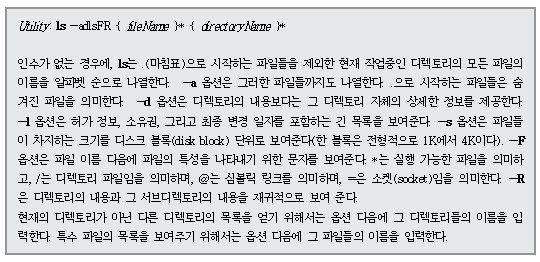 Utility: ls –adlsFR { fileName }* { directoryName }*
인수가 없는 경우에, ls는 .(마침표)으로 시작하는 파일들을 제외한 현재 작업중인 디렉토리의 모든 파일의
이름을 알파벳 순으로 나열한다. –a 옵션은 그러한 파일들까지도 나열한다. .으로 시작하는 파일들은 숨
겨진 파일을 의미한다. –d 옵션은 디렉토리의 내용보다는 그 디렉토리 자체의 상세한 정보를 제공한다.
–l 옵션은 허가 정보, 소유권, 그리고 최종 변경 일자를 포함하는 긴 목록을 보여준다. –s 옵션은 파일들
이 차지하는 크기를 디스크 블록(disk block) 단위로 보여준다(한 블록은 전형적으로 1K에서 4K이다). –F
옵션은 파일 이름 다음에 파일의 특성을 나타내기 위한 문자를 보여준다. *는 실행 가능한 파일을 의미하
고, /는 디렉토리 파일임을 의미하며, @는 심볼릭 링크를 의미하며, =은 소켓(socket)임을 의미한다. –R
은 디렉토리의 내용과 그 서브디렉토리의 내용을 재귀적으로 보여 준다.
현재의 디렉토리가 아닌 다른 디렉토리의 목록을 얻기 위해서는 옵션 다음에 그 디렉토리들의 이름을 입
력한다. 특수 파일의 목록을 보여주기 위해서는 옵션 다음에 그 파일들의 이름을 입력한다.